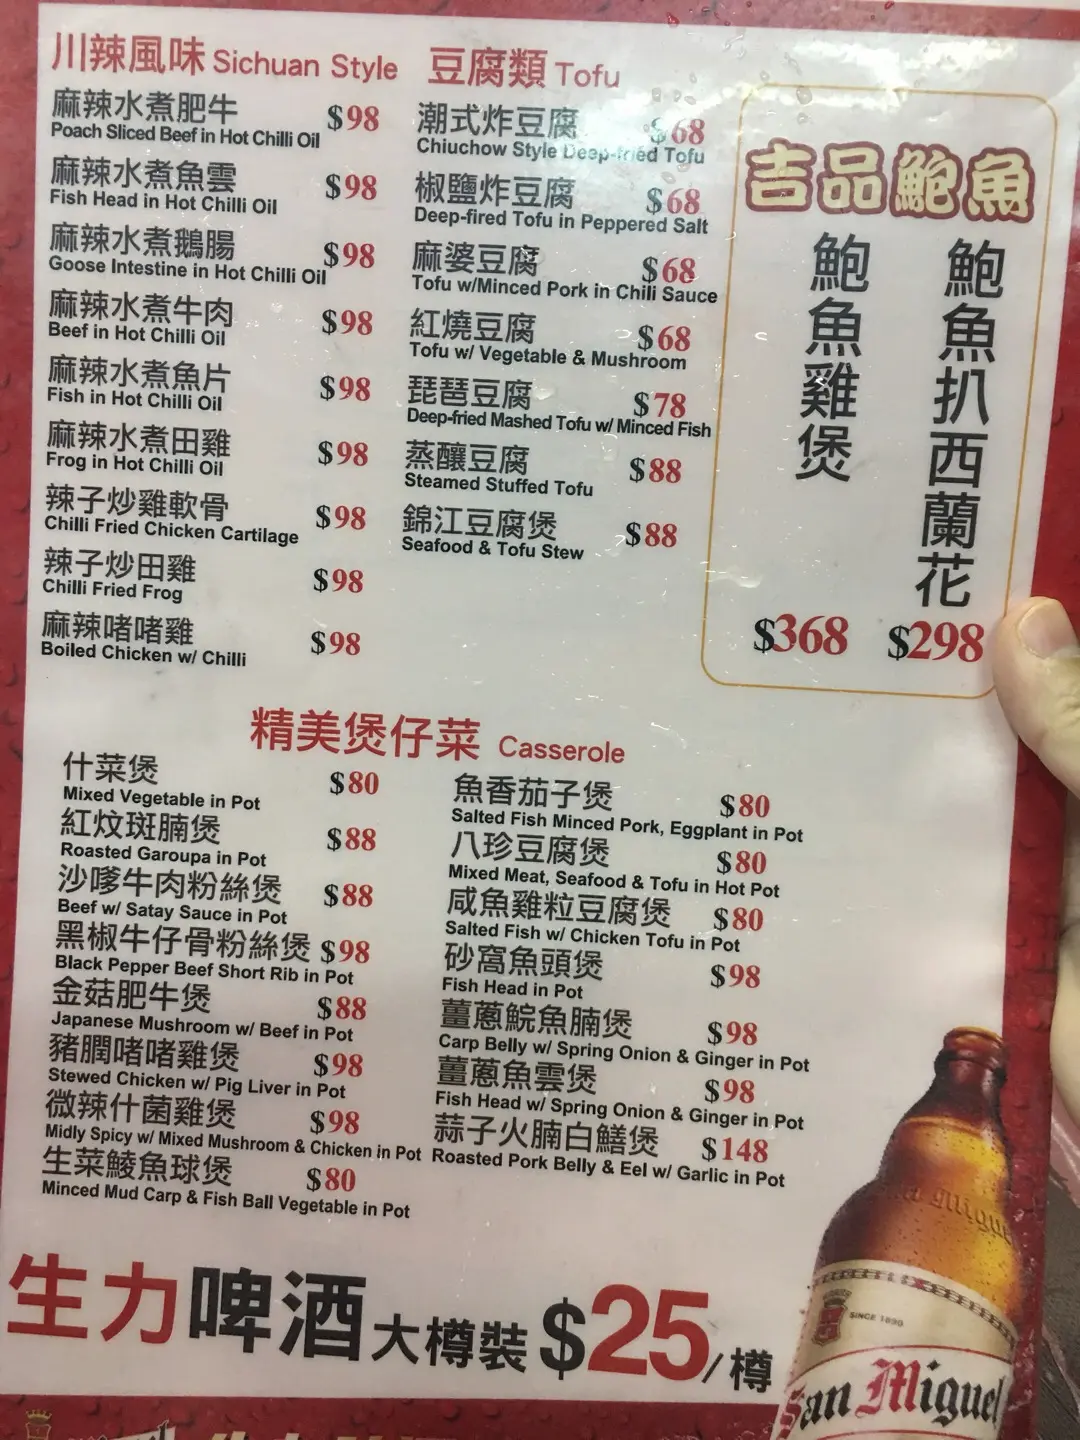 川辣風味 Sichuan Style
麻辣水煮肥牛 $98
Poach Sliced Beef in Hot Chilli Oil
麻辣水煮魚雲 $98
Fish Head in Hot Chilli Oil
麻辣水煮鵝腸 $98
Goose Intestine in Hot Chilli Oil
麻辣水煮牛肉 $98
Beef in Hot Chilli Oil
麻辣水煮魚片 $98
Fish in Hot Chilli Oil
麻辣水煮田雞 $98
Frog in Hot Chilli Oil
辣子炒雞軟骨 $98
Chilli Fried Chicken Cartilage
辣子炒田雞 $98
Chilli Fried Frog
麻辣啫啫雞 $98
Boiled Chicken w/ Chilli
豆腐類 Tofu
潮式炸豆腐 $68
Chiuchow Style Deep-fried Tofu
椒鹽炸豆腐 $68
Deep-fired Tofu in Peppered Salt
麻婆豆腐 $68
Tofu w/Minced Pork in Chili Sauce
紅燒豆腐 $68
Tofu w/ Vegetable & Mushroom
琵琶豆腐 $78
Deep-fried Mashed Tofu w/ Minced Fish
蒸釀豆腐 $88
Steamed Stuffed Tofu
錦江豆腐煲 $88
Seafood & Tofu Stew
吉品鮑魚
鮑魚扒西蘭花
$298
鮑魚雞煲
$368
精美煲仔菜 Casserole
什菜煲 $80
Mixed Vegetable in Pot
紅炆斑腩煲 $88
Roasted Garoupa in Pot
沙嗲牛肉粉絲煲 $88
Beef w/ Satay Sauce in Pot
黑椒牛仔骨粉絲煲 $98
Black Pepper Beef Short Rib in Pot
金菇肥牛煲 $88
Japanese Mushroom w/ Beef in Pot
豬膶啫啫雞煲 $98
Stewed Chicken w/ Pig Liver in Pot
微辣什菌雞煲 $98
Midly Spicy w/ Mixed Mushroom & Chicken in Pot
生菜鯪魚球煲 $80
Minced Mud Carp & Fish Ball Vegetable in Pot
魚香茄子煲 $80
Salted Fish Minced Pork, Eggplant in Pot
八珍豆腐煲 $80
Mixed Meat, Seafood & Tofu in Hot Pot
咸魚雞粒豆腐煲 $80
Salted Fish w/ Chicken Tofu in Pot
砂窩魚頭煲 $98
Fish Head in Pot
薑蔥鯇魚腩煲 $98
Carp Belly w/ Spring Onion & Ginger in Pot
薑蔥魚雲煲 $98
Fish Head w/ Spring Onion & Ginger in Pot
蒜子火腩白鱔煲 $148
Roasted Pork Belly & Eel w/ Garlic in Pot
生力啤酒大樽裝 $25/樽
SINCE 1890
San Miguel